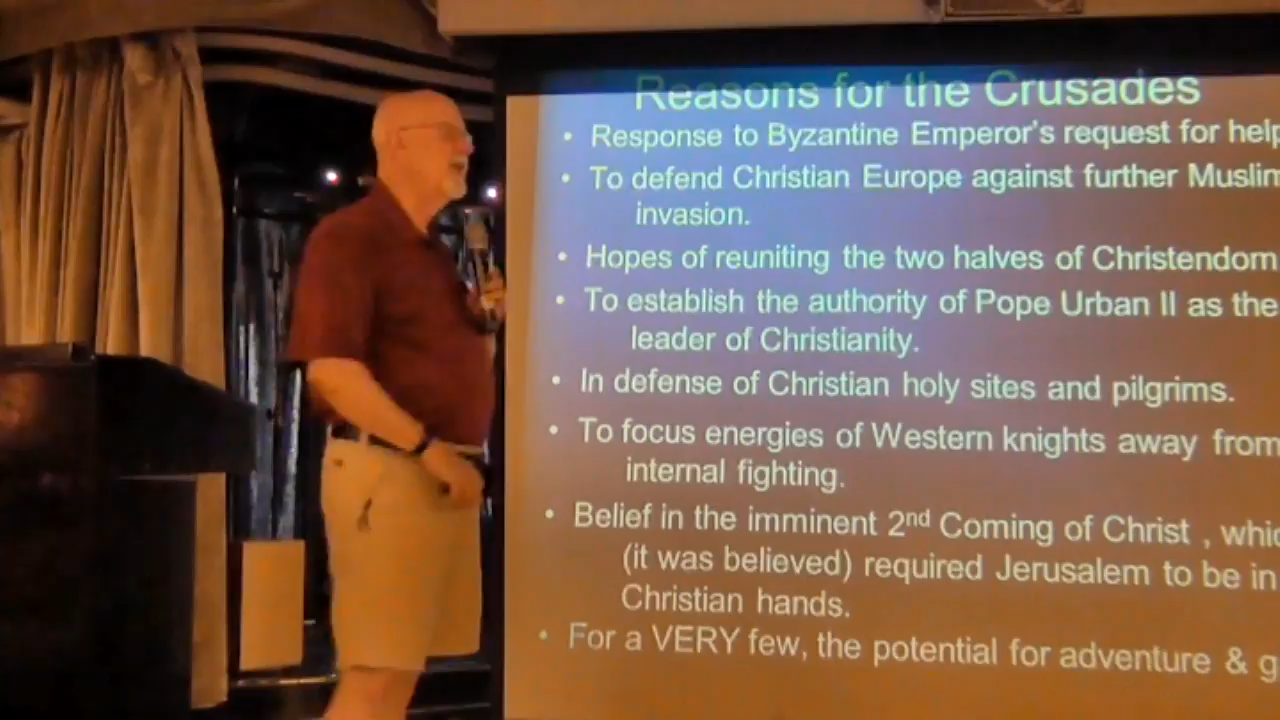 Reasons for the Crusades
• Response to Byzantine Emperor's request for help
• To defend Christian Europe against further Muslim
invasion.
• Hopes of reuniting the two halves of Christendom
• To establish the authority of Pope Urban II as the
leader of Christianity.
• In defense of Christian holy sites and pilgrims.
• To focus energies of Western knights away from
internal fighting.
• Belief in the imminent 2nd Coming of Christ , whic
(it was believed) required Jerusalem to be in
Christian hands.
• For a VERY few, the potential for adventure & g